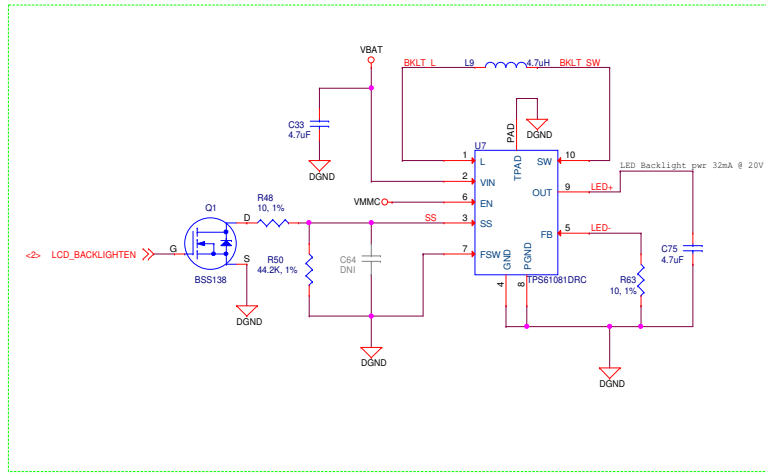 VBAT
BKLT_L
L9
4.7uH
BKLT_SW
C33
4.7uF
DGND
PAD
DGND
U7
1
L
TPAD
SW
10
LED Backlight pwr 32mA @ 20V
2
VIN
OUT
9
LED+
VMMC
6
EN
Q1
D
R48
10, 1%
SS
3
SS
FB
5
LED-
<2>
LCD_BACKLIGHTEN
G
S
BSS138
R50
44.2K, 1%
C64
DNI
7
FSW
GND
PGND
TPS61081DRC
4
8
R63
10, 1%
C75
4.7uF
DGND
DGND
DGND